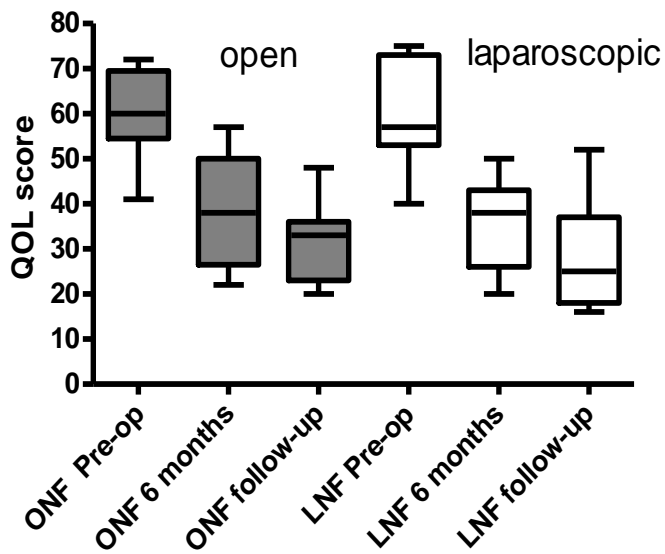 80
70
60
50
40
30
20
10
0
QOL score
open
laparoscopic
ONF Pre-op
ONF 6 months
ONF follow-up
LNF Pre-op
LNF 6 months
LNF follow-up